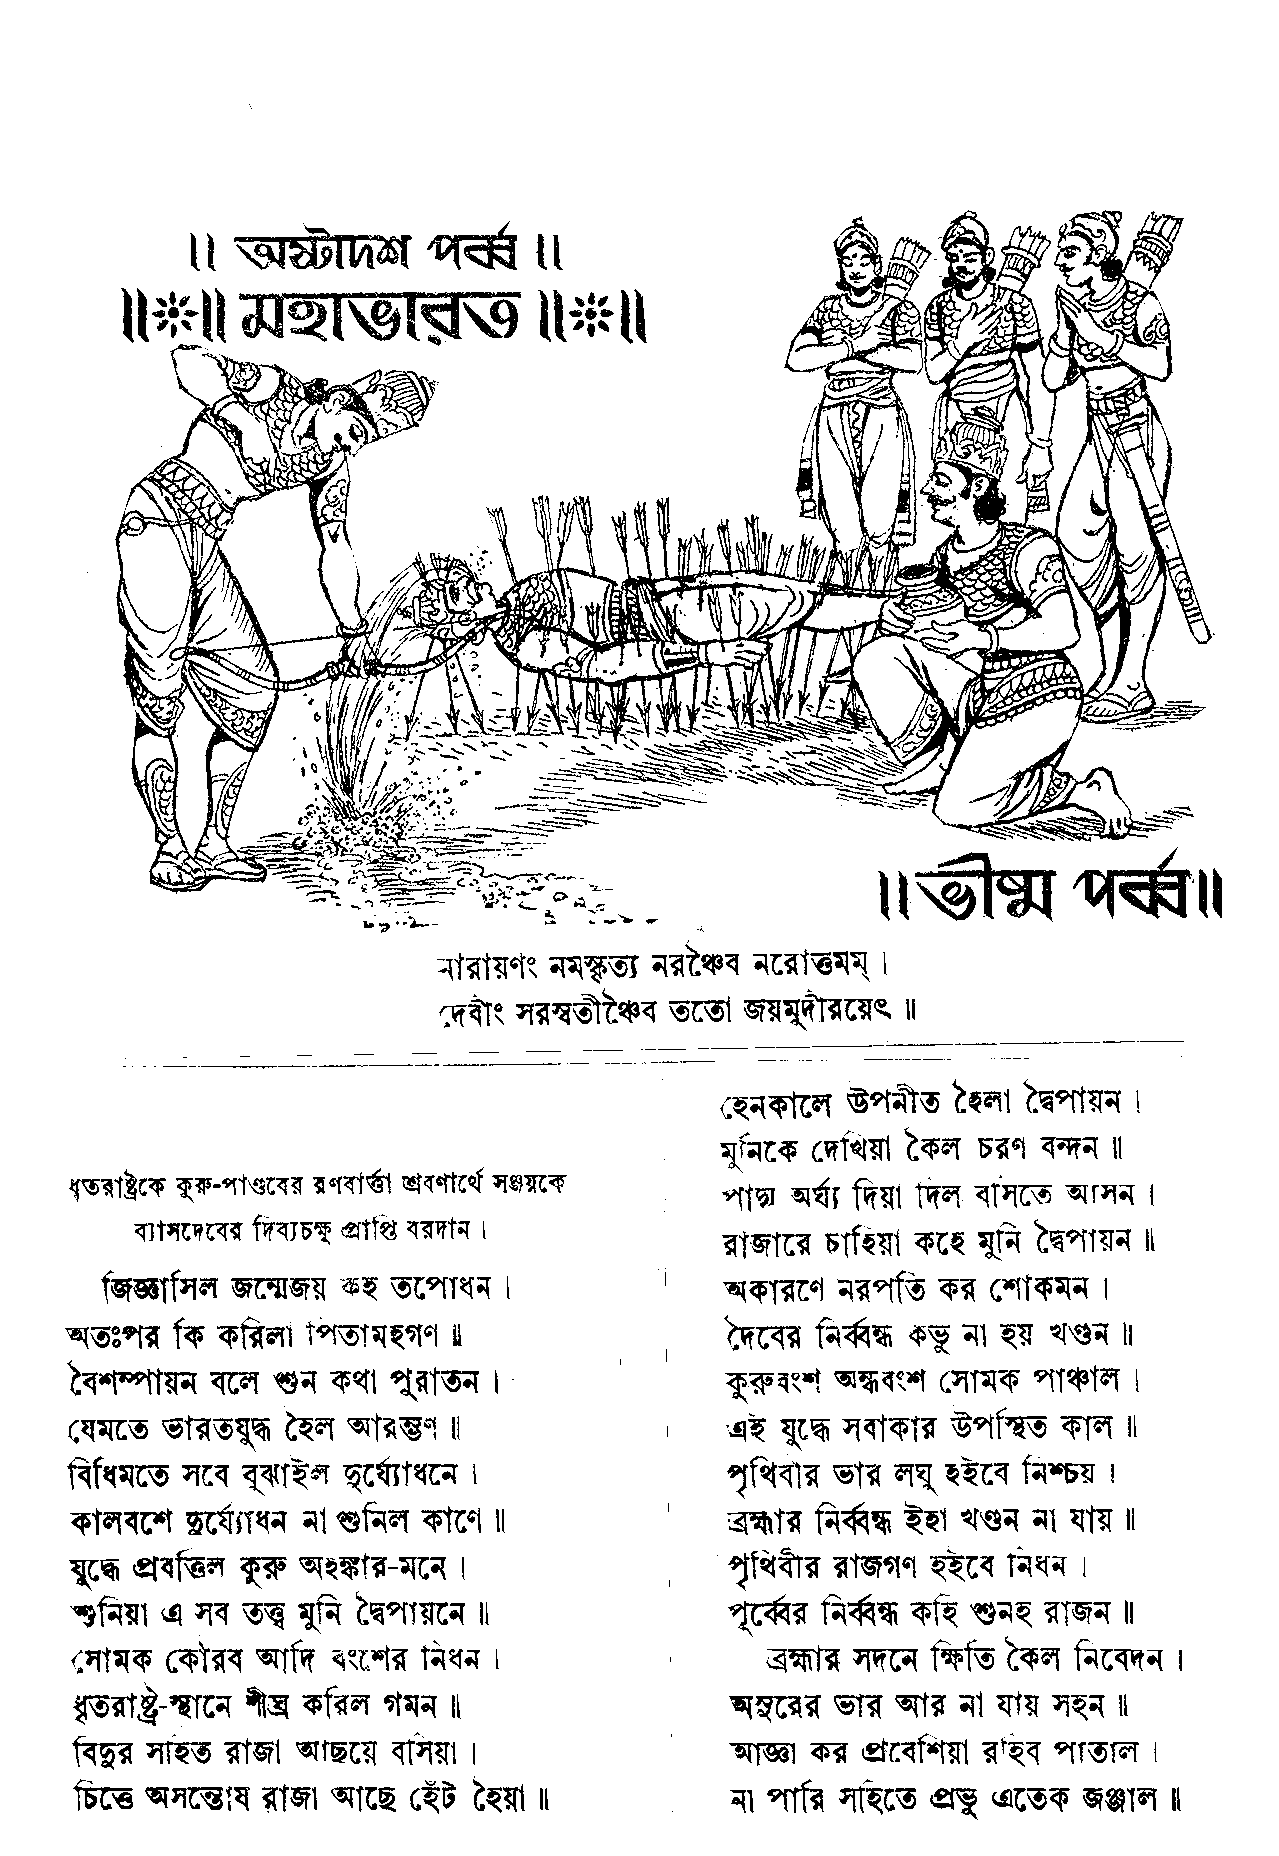 ॥ অষ্টাদশ পর্ব্ব ॥
॥ মহাভারত ॥
॥ ভীষ্ম পর্ব্ব ॥
নারায়ণং নমস্কৃত্য নরঞ্চৈব নরোত্তমম্ ।
দেবীং সরস্বতীঞ্চৈব ততো জয়মুদীরয়েৎ ॥
ধৃতরাষ্ট্রকে কুরু-পাণ্ডবের রণবার্ত্তা শ্রবণার্থে সঞ্জয়কে
ব্যাসদেবের দিব্যচক্ষু প্রাপ্তি বরদান ।
জিজ্ঞাসিল জন্মেজয় কহ তপোধন ।
অতঃপর কি করিলা পিতামহগণ ॥
বৈশম্পায়ন বলে শুন কথা পুরাতন ।
যেমতে ভারতযুদ্ধ হৈল আরম্ভণ ॥
বিধিমতে সবে বুঝাইল দুর্য্যোধনে ।
কালবশে দুর্য্যোধন না শুনিল কাণে ॥
যুদ্ধে প্রবর্ত্তিল কুরু অহঙ্কার-মনে ।
শুনিয়া এ সব তত্ত্ব মুনি দ্বৈপায়নে ॥
সোমক কৌরব আদি বংশের নিধন ।
ধৃতরাষ্ট্র-স্থানে শীঘ্র করিল গমন ॥
বিদুর সহিত রাজা আছয়ে বসিয়া ।
চিত্তে অসন্তোষ রাজা আছে হেঁট হৈয়া ॥
হেনকালে উপনীত হৈলা দ্বৈপায়ন ।
মুনিকে দেখিয়া কৈল চরণ বন্দন ॥
পাদ্য অর্ঘ্য দিয়া দিল বসিতে আসন ।
রাজারে চাহিয়া কহে মুনি দ্বৈপায়ন ॥
অকারণে নরপতি কর শোকমন ।
দৈবের নির্ব্বন্ধ কভু না হয় খণ্ডন ॥
কুরুবংশ অন্ধবংশ সোমক পাঞ্চাল ।
এই যুদ্ধে সবাকার উপস্থিত কাল ॥
পৃথিবীর ভার লঘু হইবে নিশ্চয় ।
ব্রহ্মার নির্ব্বন্ধ ইহা খণ্ডন না যায় ॥
পৃথিবীর রাজগণ হইবে নিধন ।
পূর্ব্বের নির্ব্বন্ধ কহি শুনহ রাজন ॥
ব্রহ্মার সদনে ক্ষিতি কৈল নিবেদন ।
অসুরের ভার আর না যায় সহন ॥
আজ্ঞা কর প্রবেশিয়া রহিব পাতাল ।
না পারি সহিতে প্রভু এতেক জঞ্জাল ॥